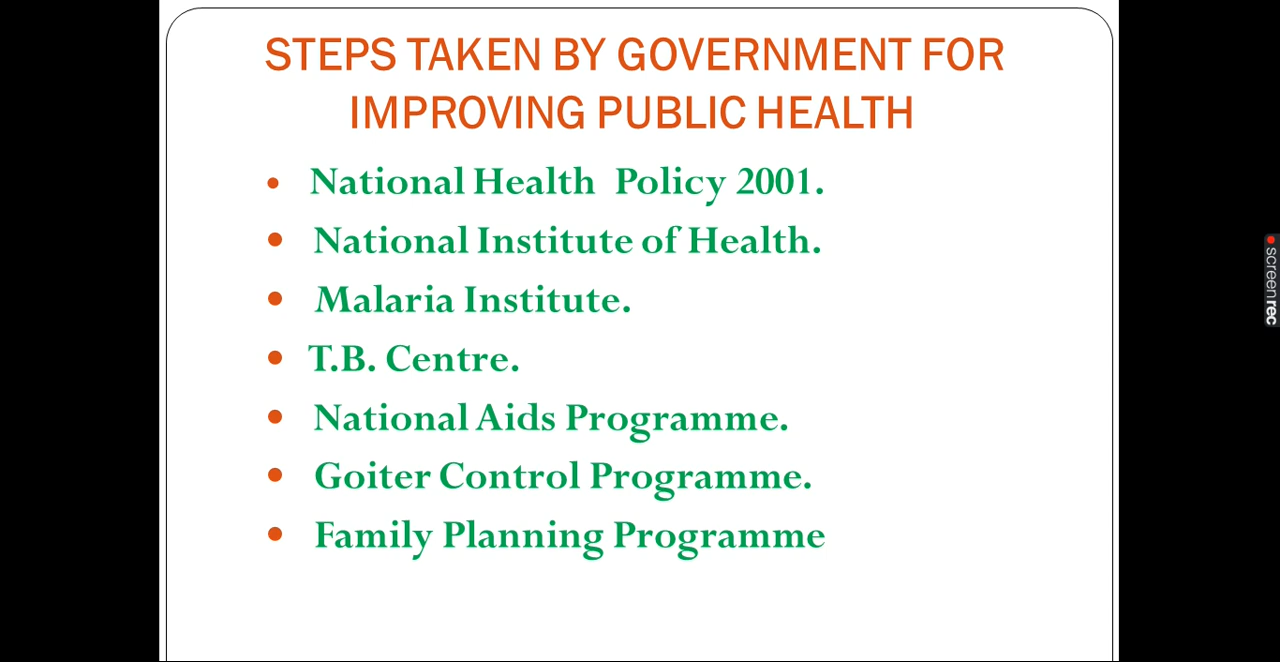 STEPS TAKEN BY GOVERNMENT FOR
IMPROVING PUBLIC HEALTH
• National Health Policy 2001.
• National Institute of Health.
• Malaria Institute.
• T.B. Centre.
• National Aids Programme.
• Goiter Control Programme.
• Family Planning Programme
screenrec